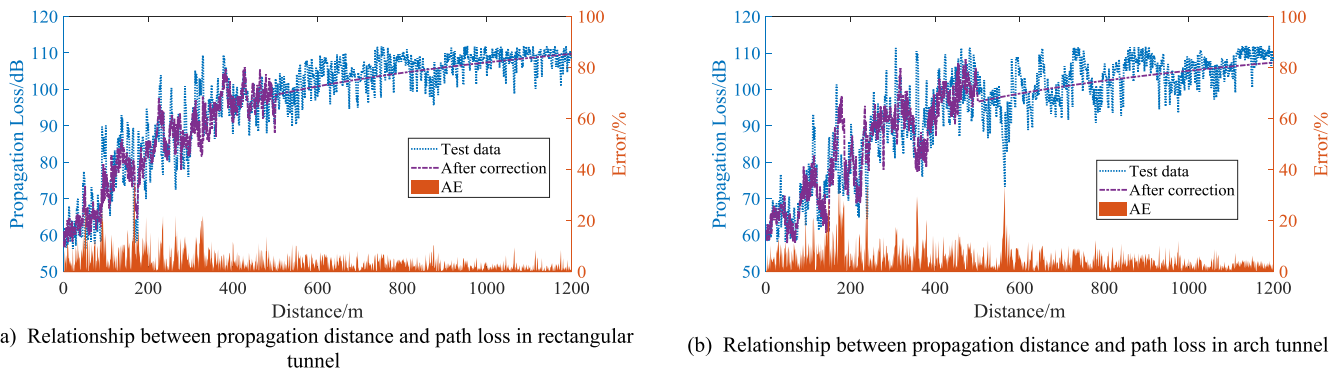 110
100
90
80
70
60
50
Propagation Loss/dB
100
80
60
40
20
0
Error/%
Test data
After correction
AE
0 200 400 600 800 1000 1200
Distance/m
a) Relationship between propagation distance and path loss in rectangular
tunnel
120
110
100
90
80
70
60
50
Propagation Loss/dB
100
80
60
40
20
0
Error/%
Test data
After correction
AE
0 200 400 600 800 1000 1200
Distance/m
(b) Relationship between propagation distance and path loss in arch tunnel